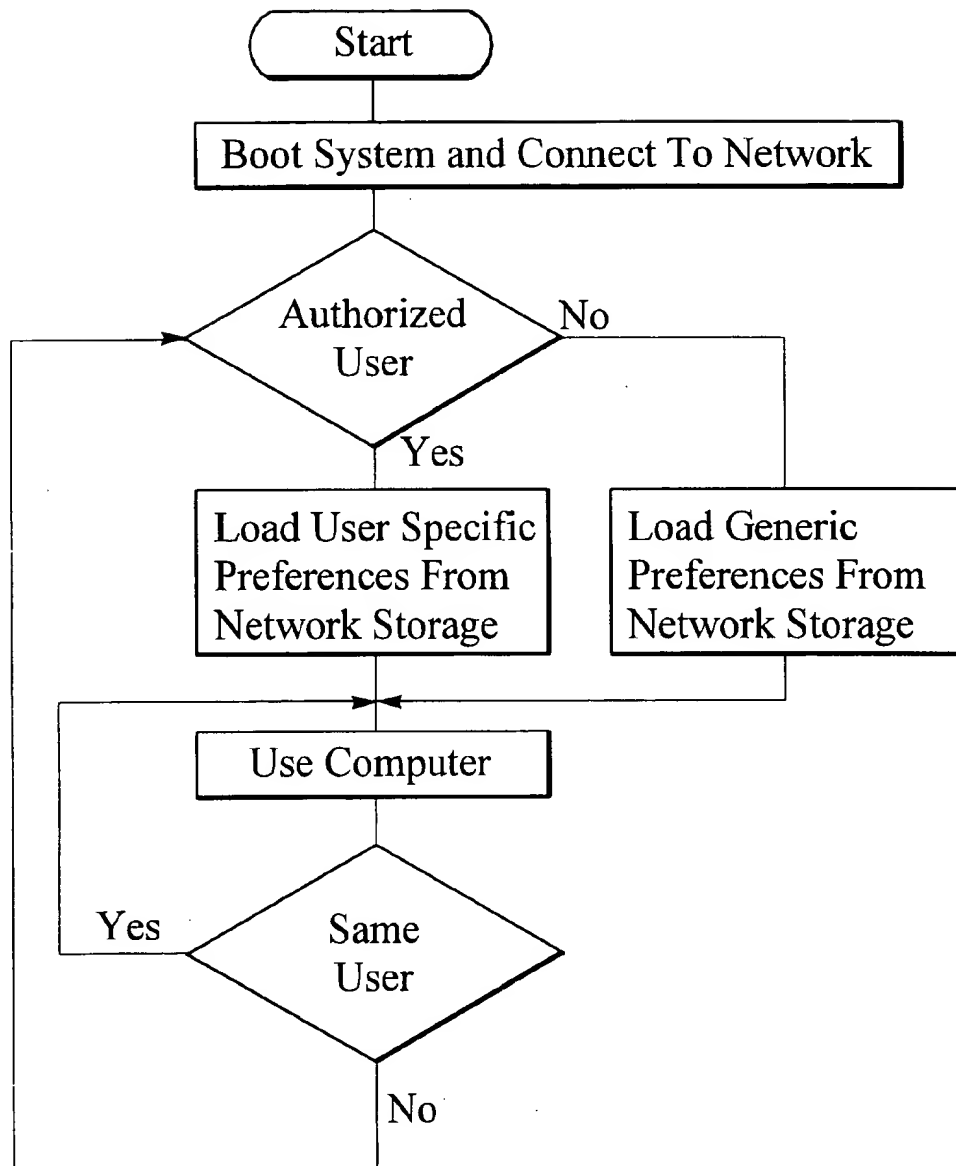 Start
Boot System and Connect To Network
Authorized
User
No
Yes
Load User Specific
Preferences From
Network Storage
Load Generic
Preferences From
Network Storage
Use Computer
Yes
Same
User
No